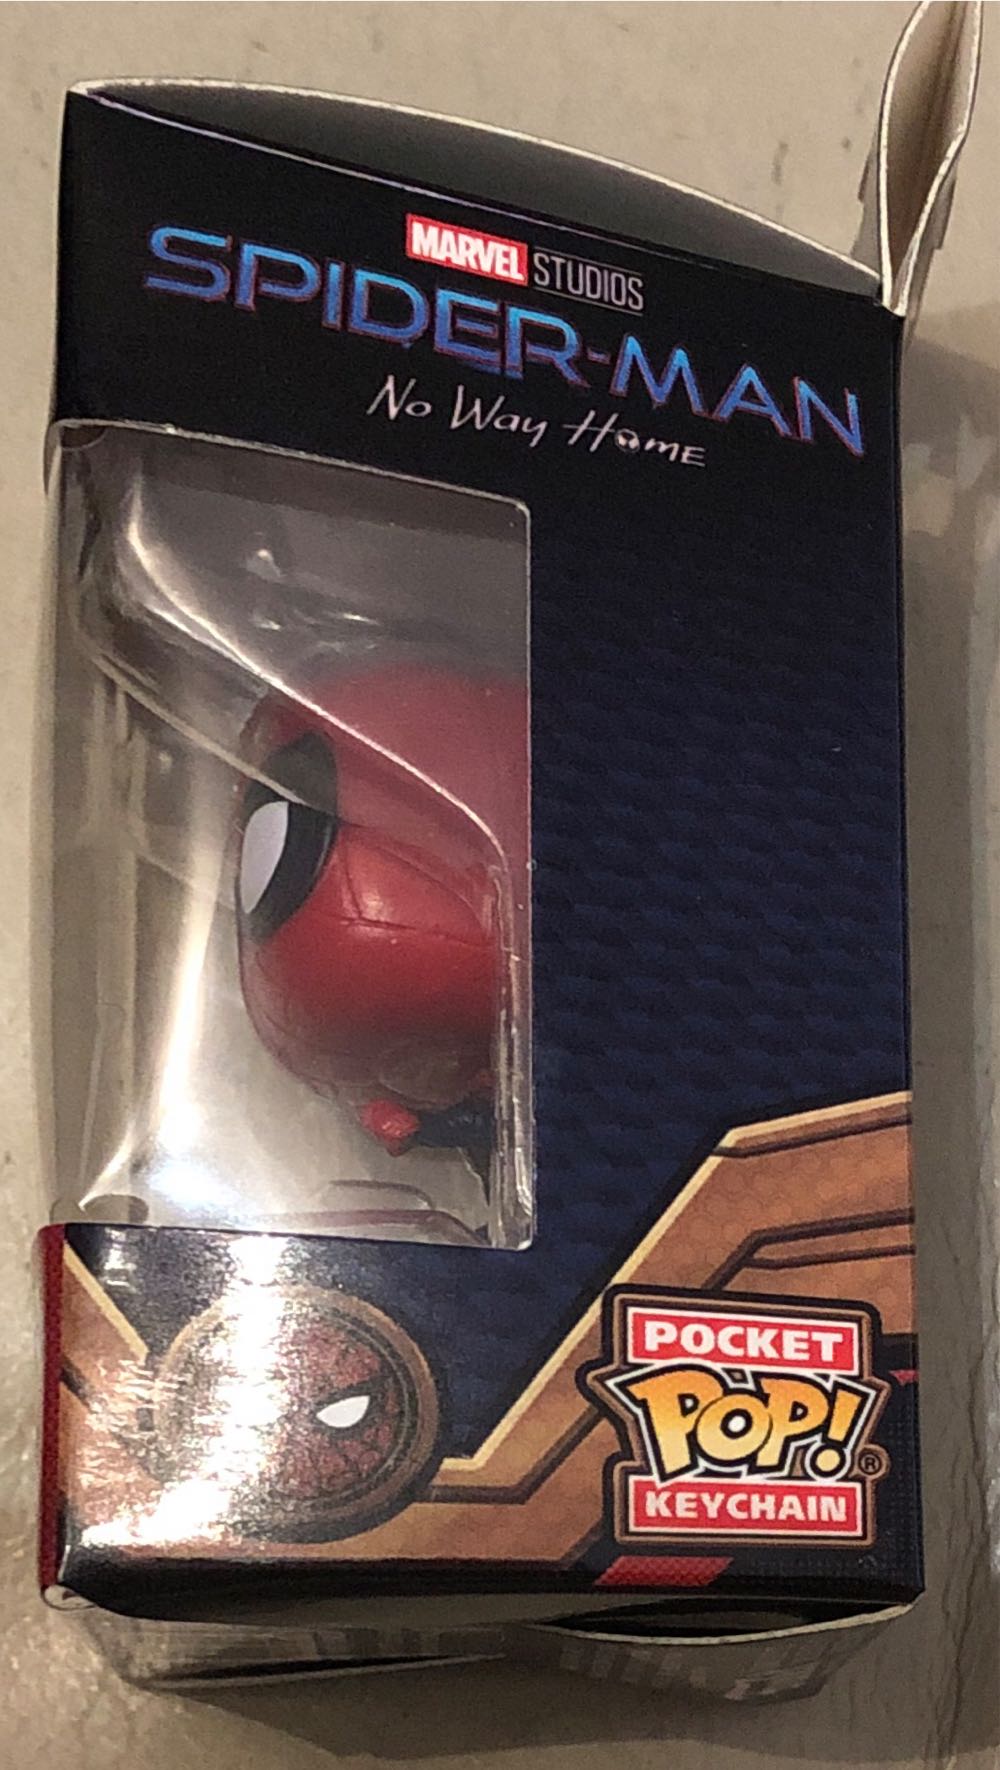 MARVEL STUDIOS
SPIDER-MAN
No Way Home
POCKET
POP!®
KEYCHAIN